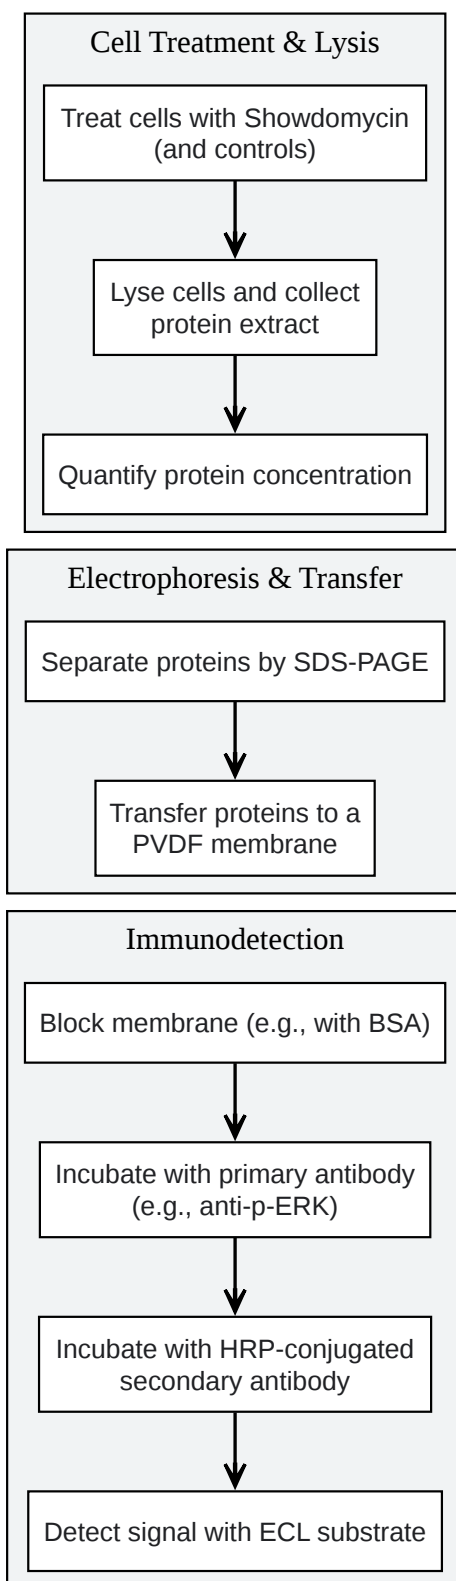 Cell Treatment & Lysis
Treat cells with Showdomycin
(and controls)
Lyse cells and collect
protein extract
Quantify protein concentration
Electrophoresis & Transfer
Separate proteins by SDS-PAGE
Transfer proteins to a
PVDF membrane
Immunodetection
Block membrane (e.g., with BSA)
Incubate with primary antibody
(e.g., anti-p-ERK)
Incubate with HRP-conjugated
secondary antibody
Detect signal with ECL substrate